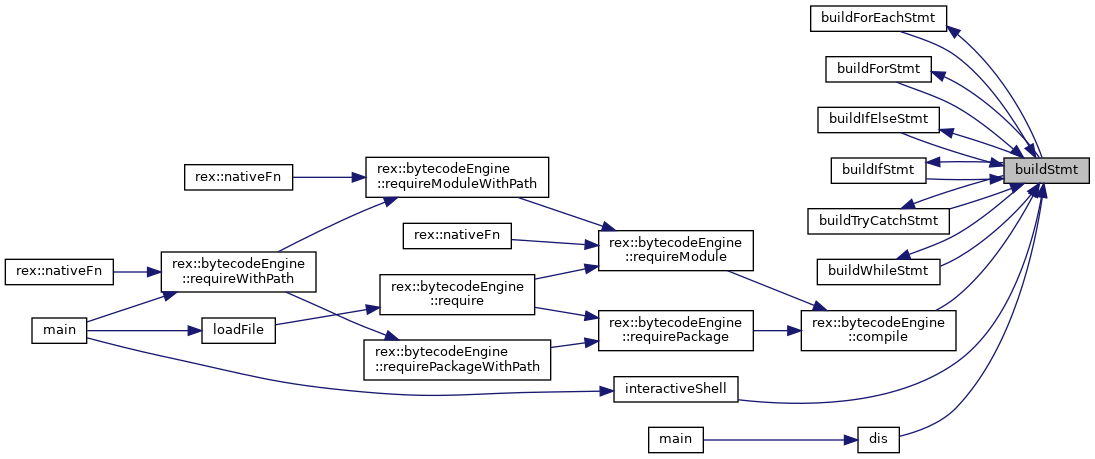 buildForEachStmt
buildForStmt
buildIfElseStmt
buildIfStmt
buildStmt
rex::nativeFn
rex::bytecodeEngine
::requireModuleWithPath
buildTryCatchStmt
rex::nativeFn
rex::bytecodeEngine
::requireModule
buildWhileStmt
rex::nativeFn
rex::bytecodeEngine
::requireWithPath
rex::bytecodeEngine
::require
main
loadFile
rex::bytecodeEngine
::requirePackage
rex::bytecodeEngine
::compile
rex::bytecodeEngine
::requirePackageWithPath
interactiveShell
main
dis